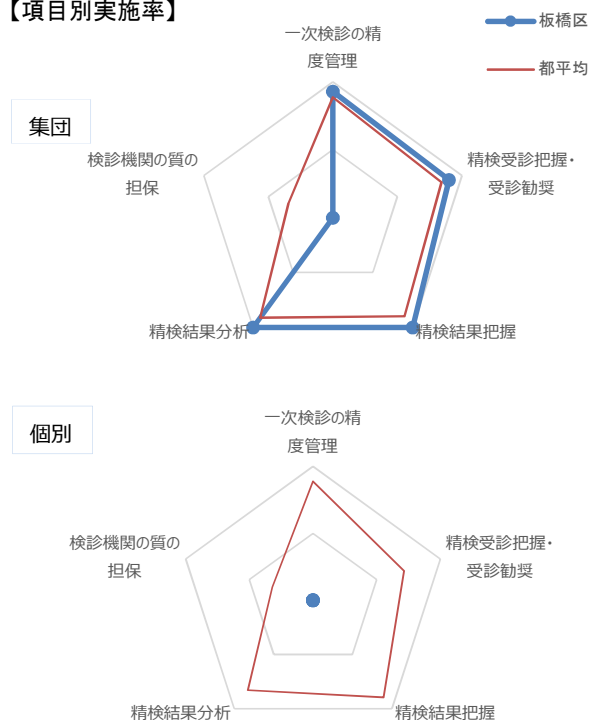 【項目別実施率】
板橋区
都平均
集団
一次検診の精
度管理
検診機関の質の
担保
精検受診把握・
受診勧奨
精検結果分析
精検結果把握
個別
一次検診の精
度管理
検診機関の質の
担保
精検受診把握・
受診勧奨
精検結果分析
精検結果把握